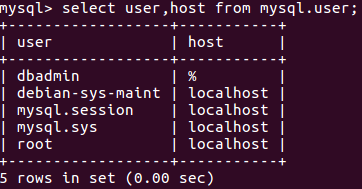 mysql> select user,host from mysql.user;
+------------------+-----------+
| user             | host      |
+------------------+-----------+
| dbadmin          | %         |
| debian-sys-maint | localhost |
| mysql.session    | localhost |
| mysql.sys        | localhost |
| root             | localhost |
+------------------+-----------+
5 rows in set (0.00 sec)